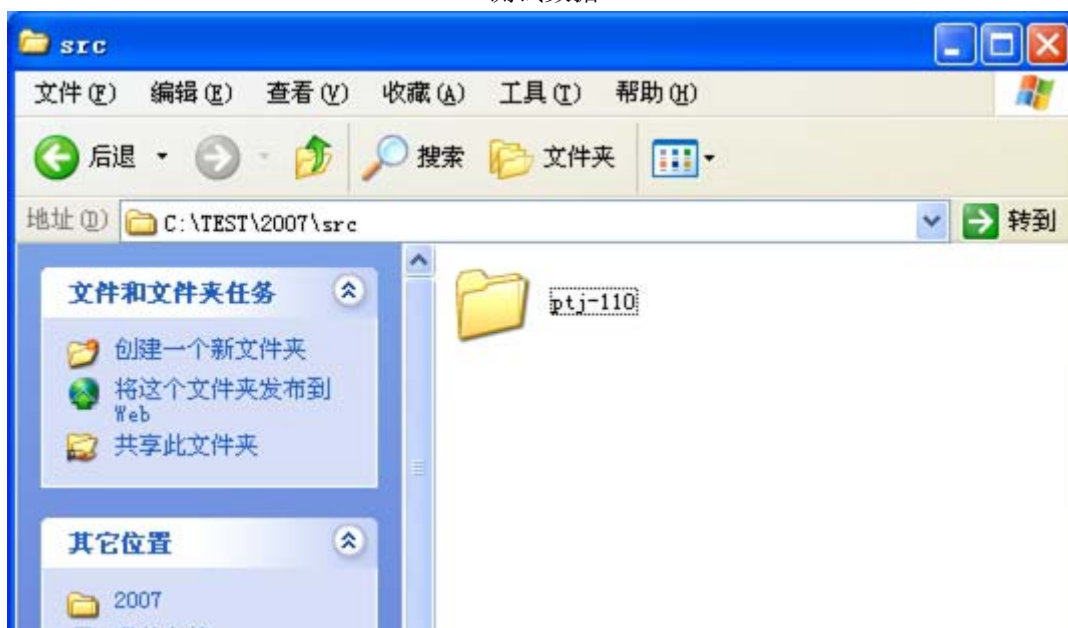 src
文件(F) 编辑(E) 查看(V) 收藏(A) 工具(T) 帮助(H)
后退 搜索 文件夹
地址(D) C:\TEST\2007\src 转到
文件和文件夹任务
ptj-110
创建一个新文件夹
将这个文件夹发布到
Web
共享此文件夹
其它位置
2007